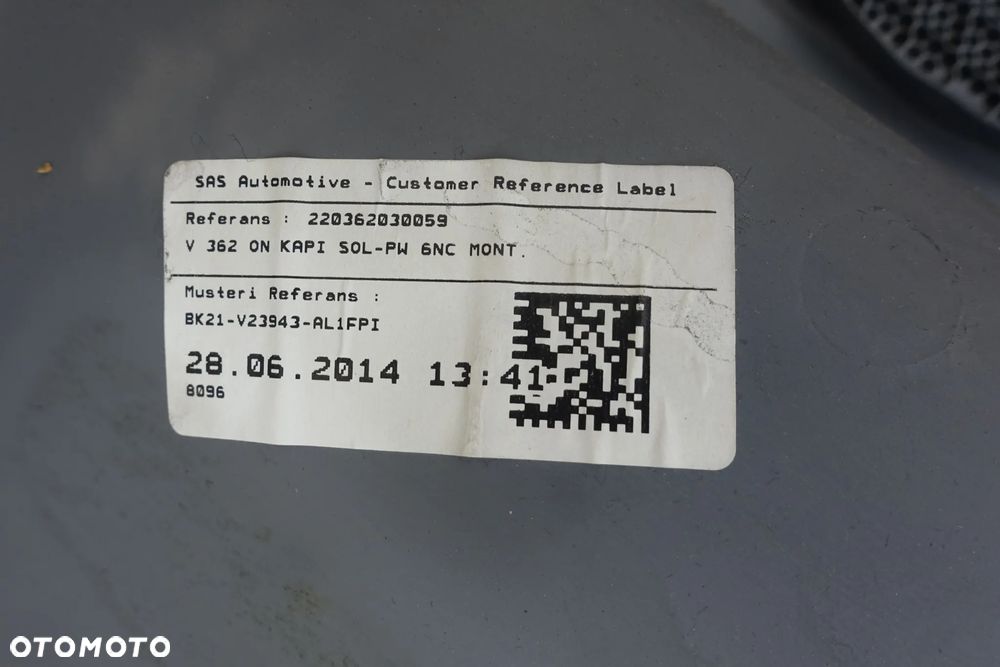 SAS Automotive - Customer Reference Label
Referans : 220362030059
V 362 ON KAPI SOL-PW 6NC MONT.
Musteri Referans :
BK21-V23943-AL1FPI
28.06.2014 13:41
8096
OTOMOTO